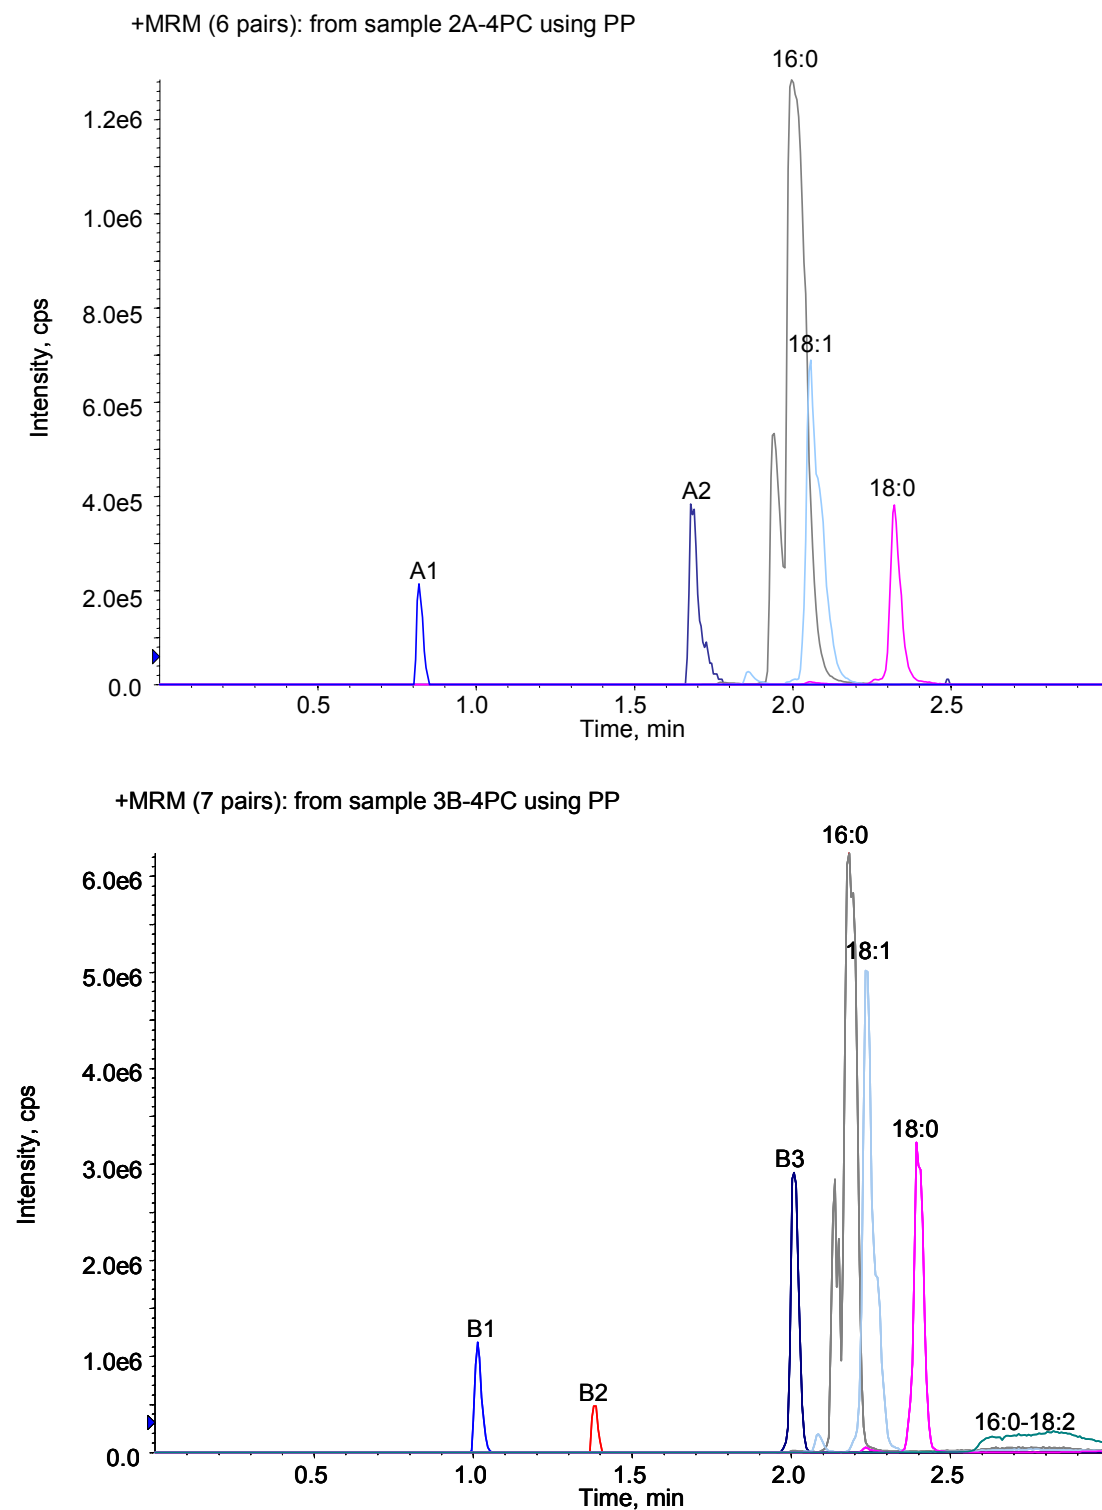 +MRM (6 pairs): from sample 2A-4PC using PP
16:0
1.2e6
1.0e6
8.0e5
18:1
6.0e5
Intensity, cps
4.0e5
A2
18:0
2.0e5
A1
0.0
0.5
1.0
1.5
2.0
2.5
Time, min
+MRM (7 pairs): from sample 3B-4PC using PP
16:0
6.0e6
18:1
5.0e6
4.0e6
Intensity, cps
18:0
3.0e6
B3
2.0e6
B1
1.0e6
B2
16:0-18:2
0.0
0.5
1.0
1.5
2.0
2.5
Time, min